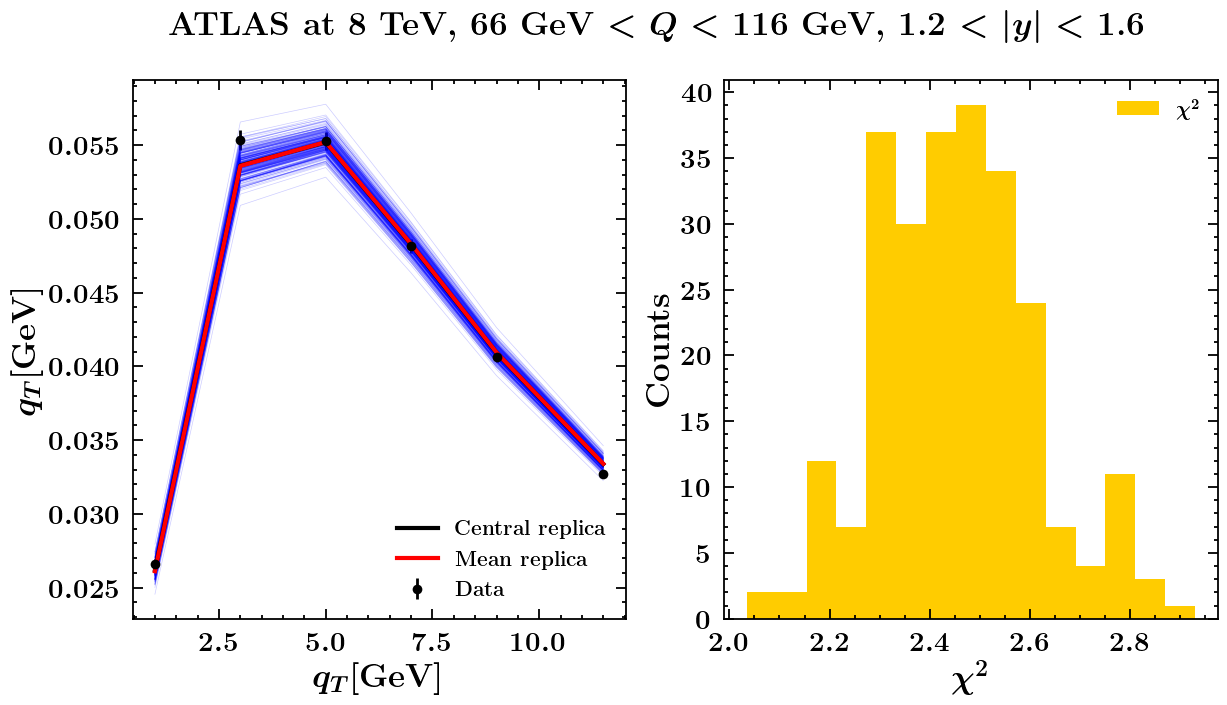 ATLAS at 8 TeV, 66 GeV < Q < 116 GeV, 1.2 < |y| < 1.6
q_T [GeV]
0.055
0.050
0.045
0.040
0.035
0.030
0.025
Central replica
Mean replica
Data
2.5 5.0 7.5 10.0
q_T [GeV]
Counts
40
35
30
25
20
15
10
5
0
χ²
2.0 2.2 2.4 2.6 2.8
χ²